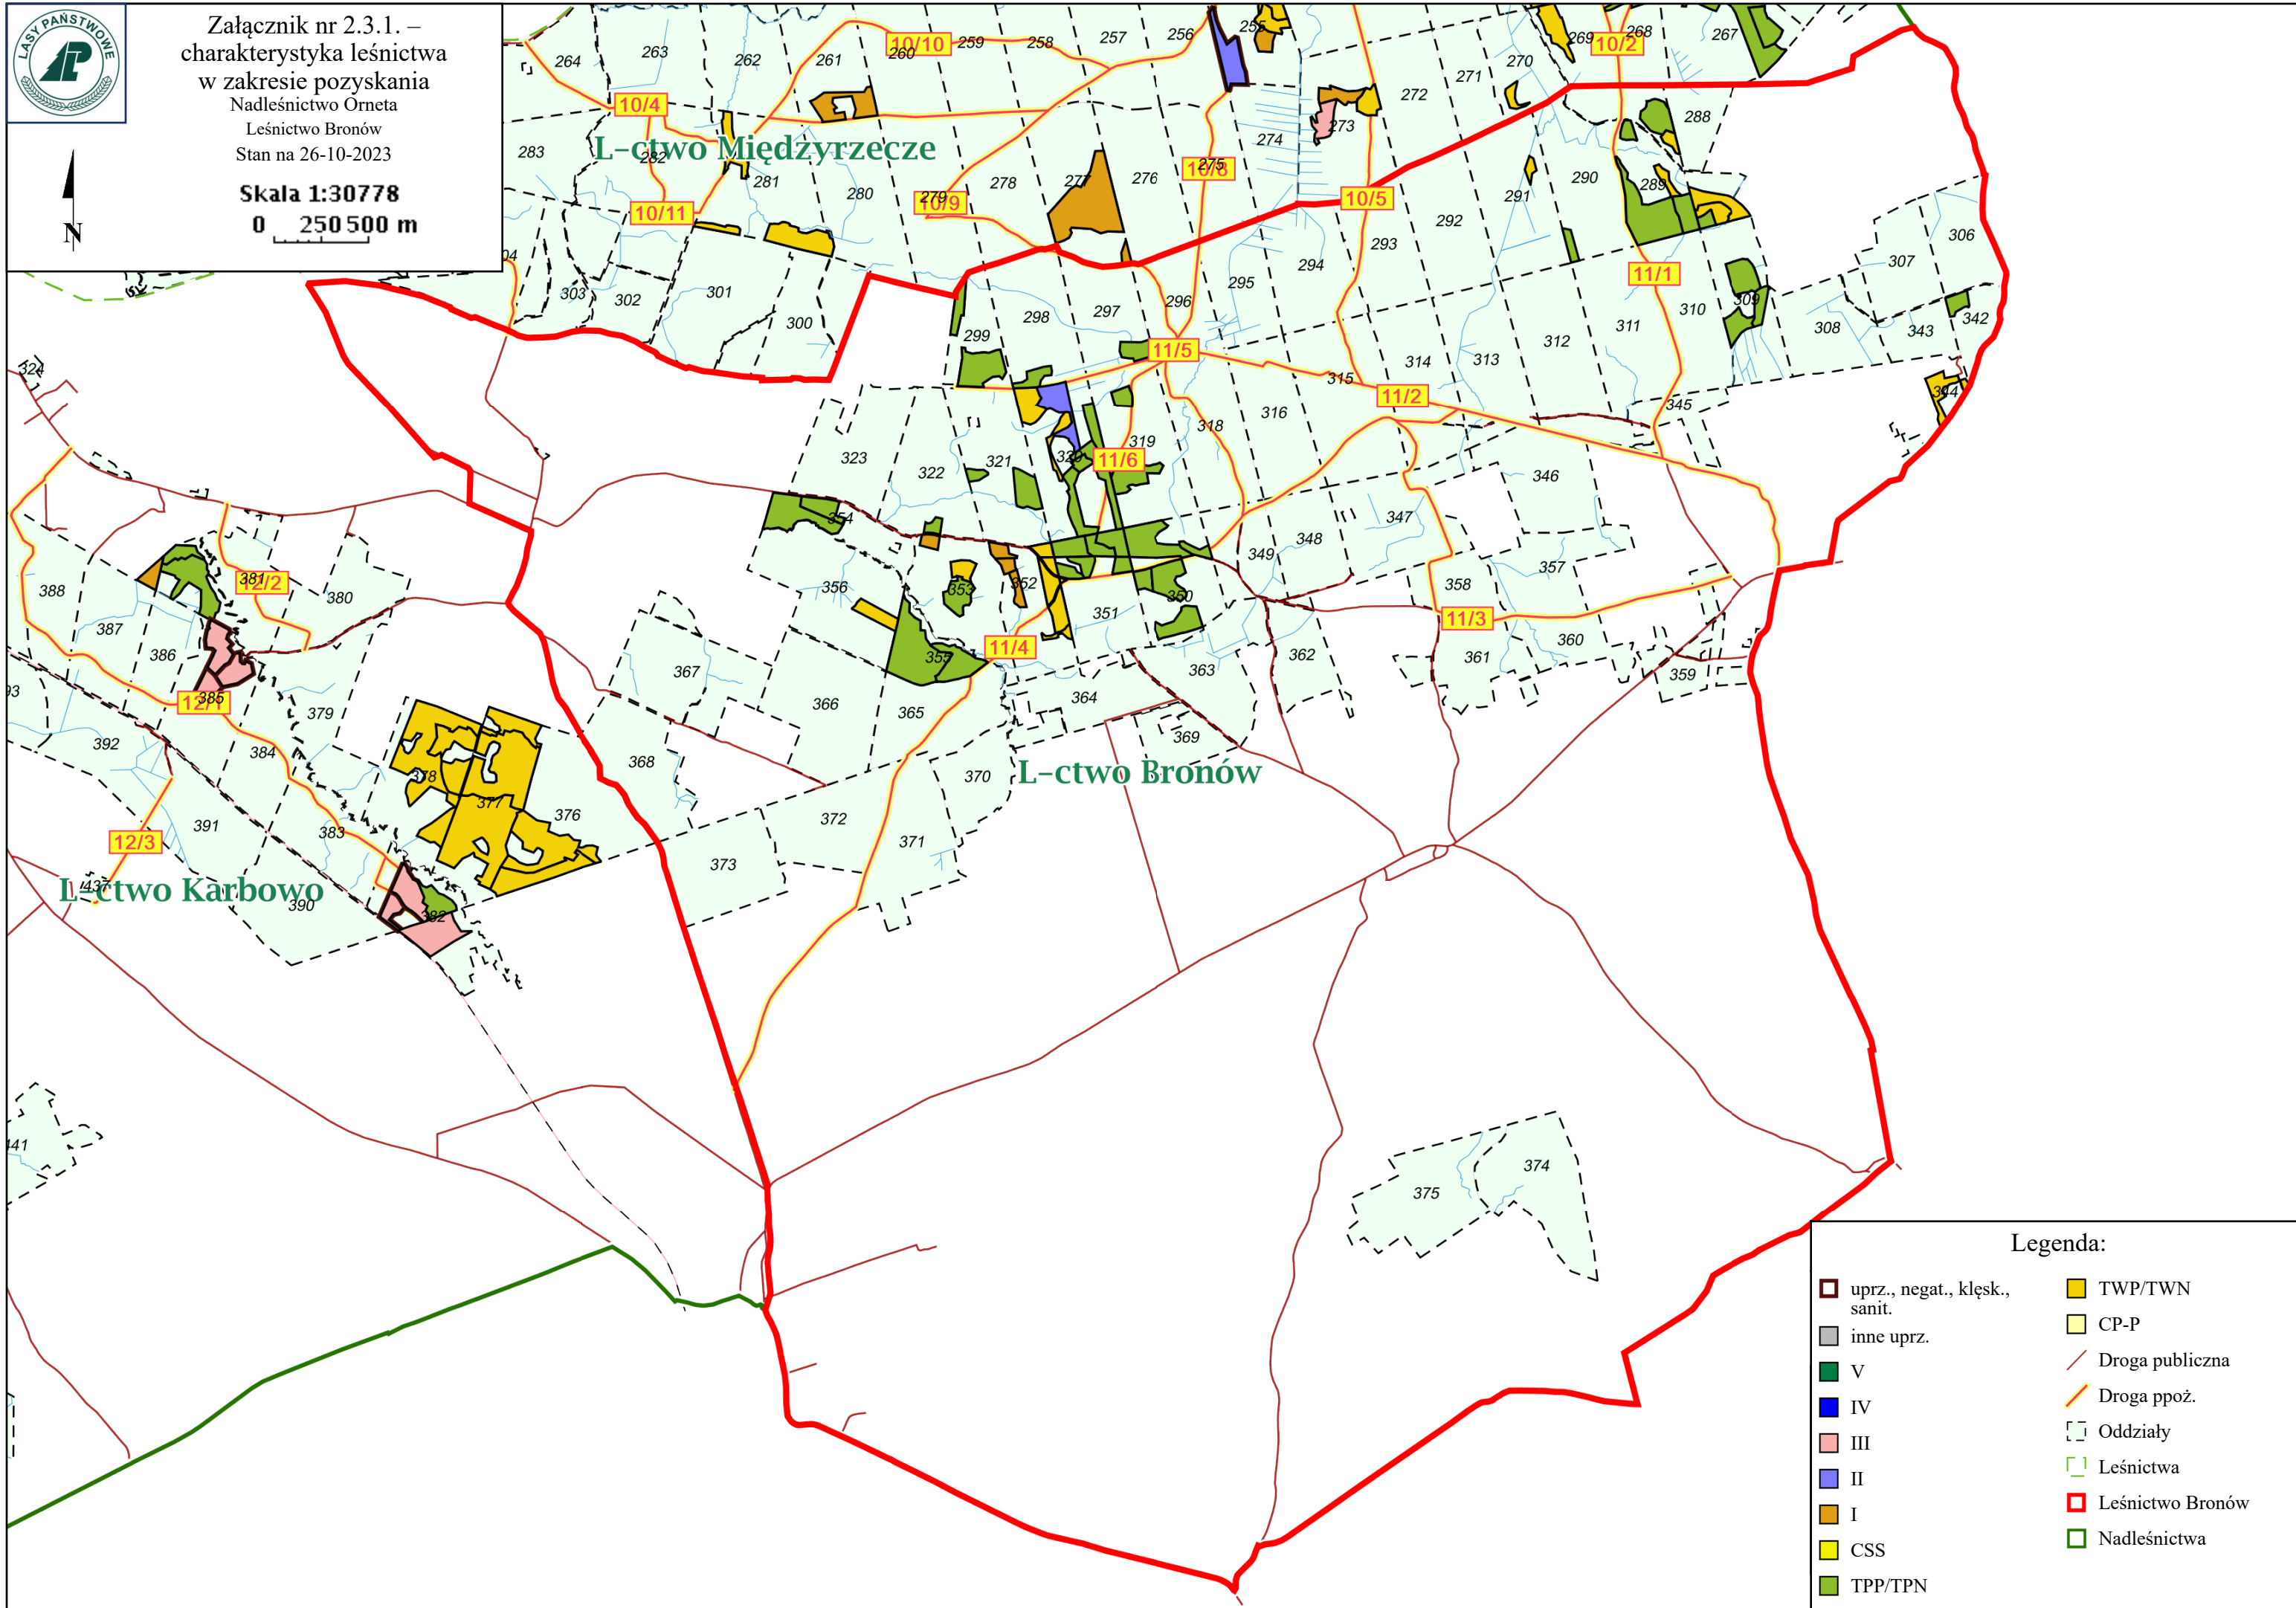 LASY PAŃSTWOWE
Załącznik nr 2.3.1. –
charakterystyka leśnictwa
w zakresie pozyskania
Nadleśnictwo Orneta
Leśnictwo Bronów
Stan na 26-10-2023
Skala 1:30778
0 250 500 m
N
264 263 262 261 260 10/10 259 258 257 256 255
269 10/2 268 267
271 270 272
10/4 10/11 10/9 10/8 10/5
L-ctwo Międzyrzecze
283 282 281 280 279 278 277 276 275 274 273
288 289 290 291 292 293 294 295 296 297 298 299
303 302 301 300
306 307 308 309 310 311 312 313 314 315 316
11/1 11/5 11/2
342 343 344 345
318 319 320 321 322 323 324
11/6
346 347 348 349 350 351 352 353 354 355 356
357 358 359 360 361 362 363 364 365 366 367 368
11/3 11/4
369 370 371 372 373
L-ctwo Bronów
388 387 386 385 381 380 379
12/2 12/1
93 392 384 378 377 376
391 383 382 390 437
12/3
L-ctwo Karbowo
441
375 374
Legenda:
uprz., negat., klęsk.,
sanit.
inne uprz.
V
IV
III
II
I
CSS
TPP/TPN
TWP/TWN
CP-P
Droga publiczna
Droga ppoż.
Oddziały
Leśnictwa
Leśnictwo Bronów
Nadleśnictwa